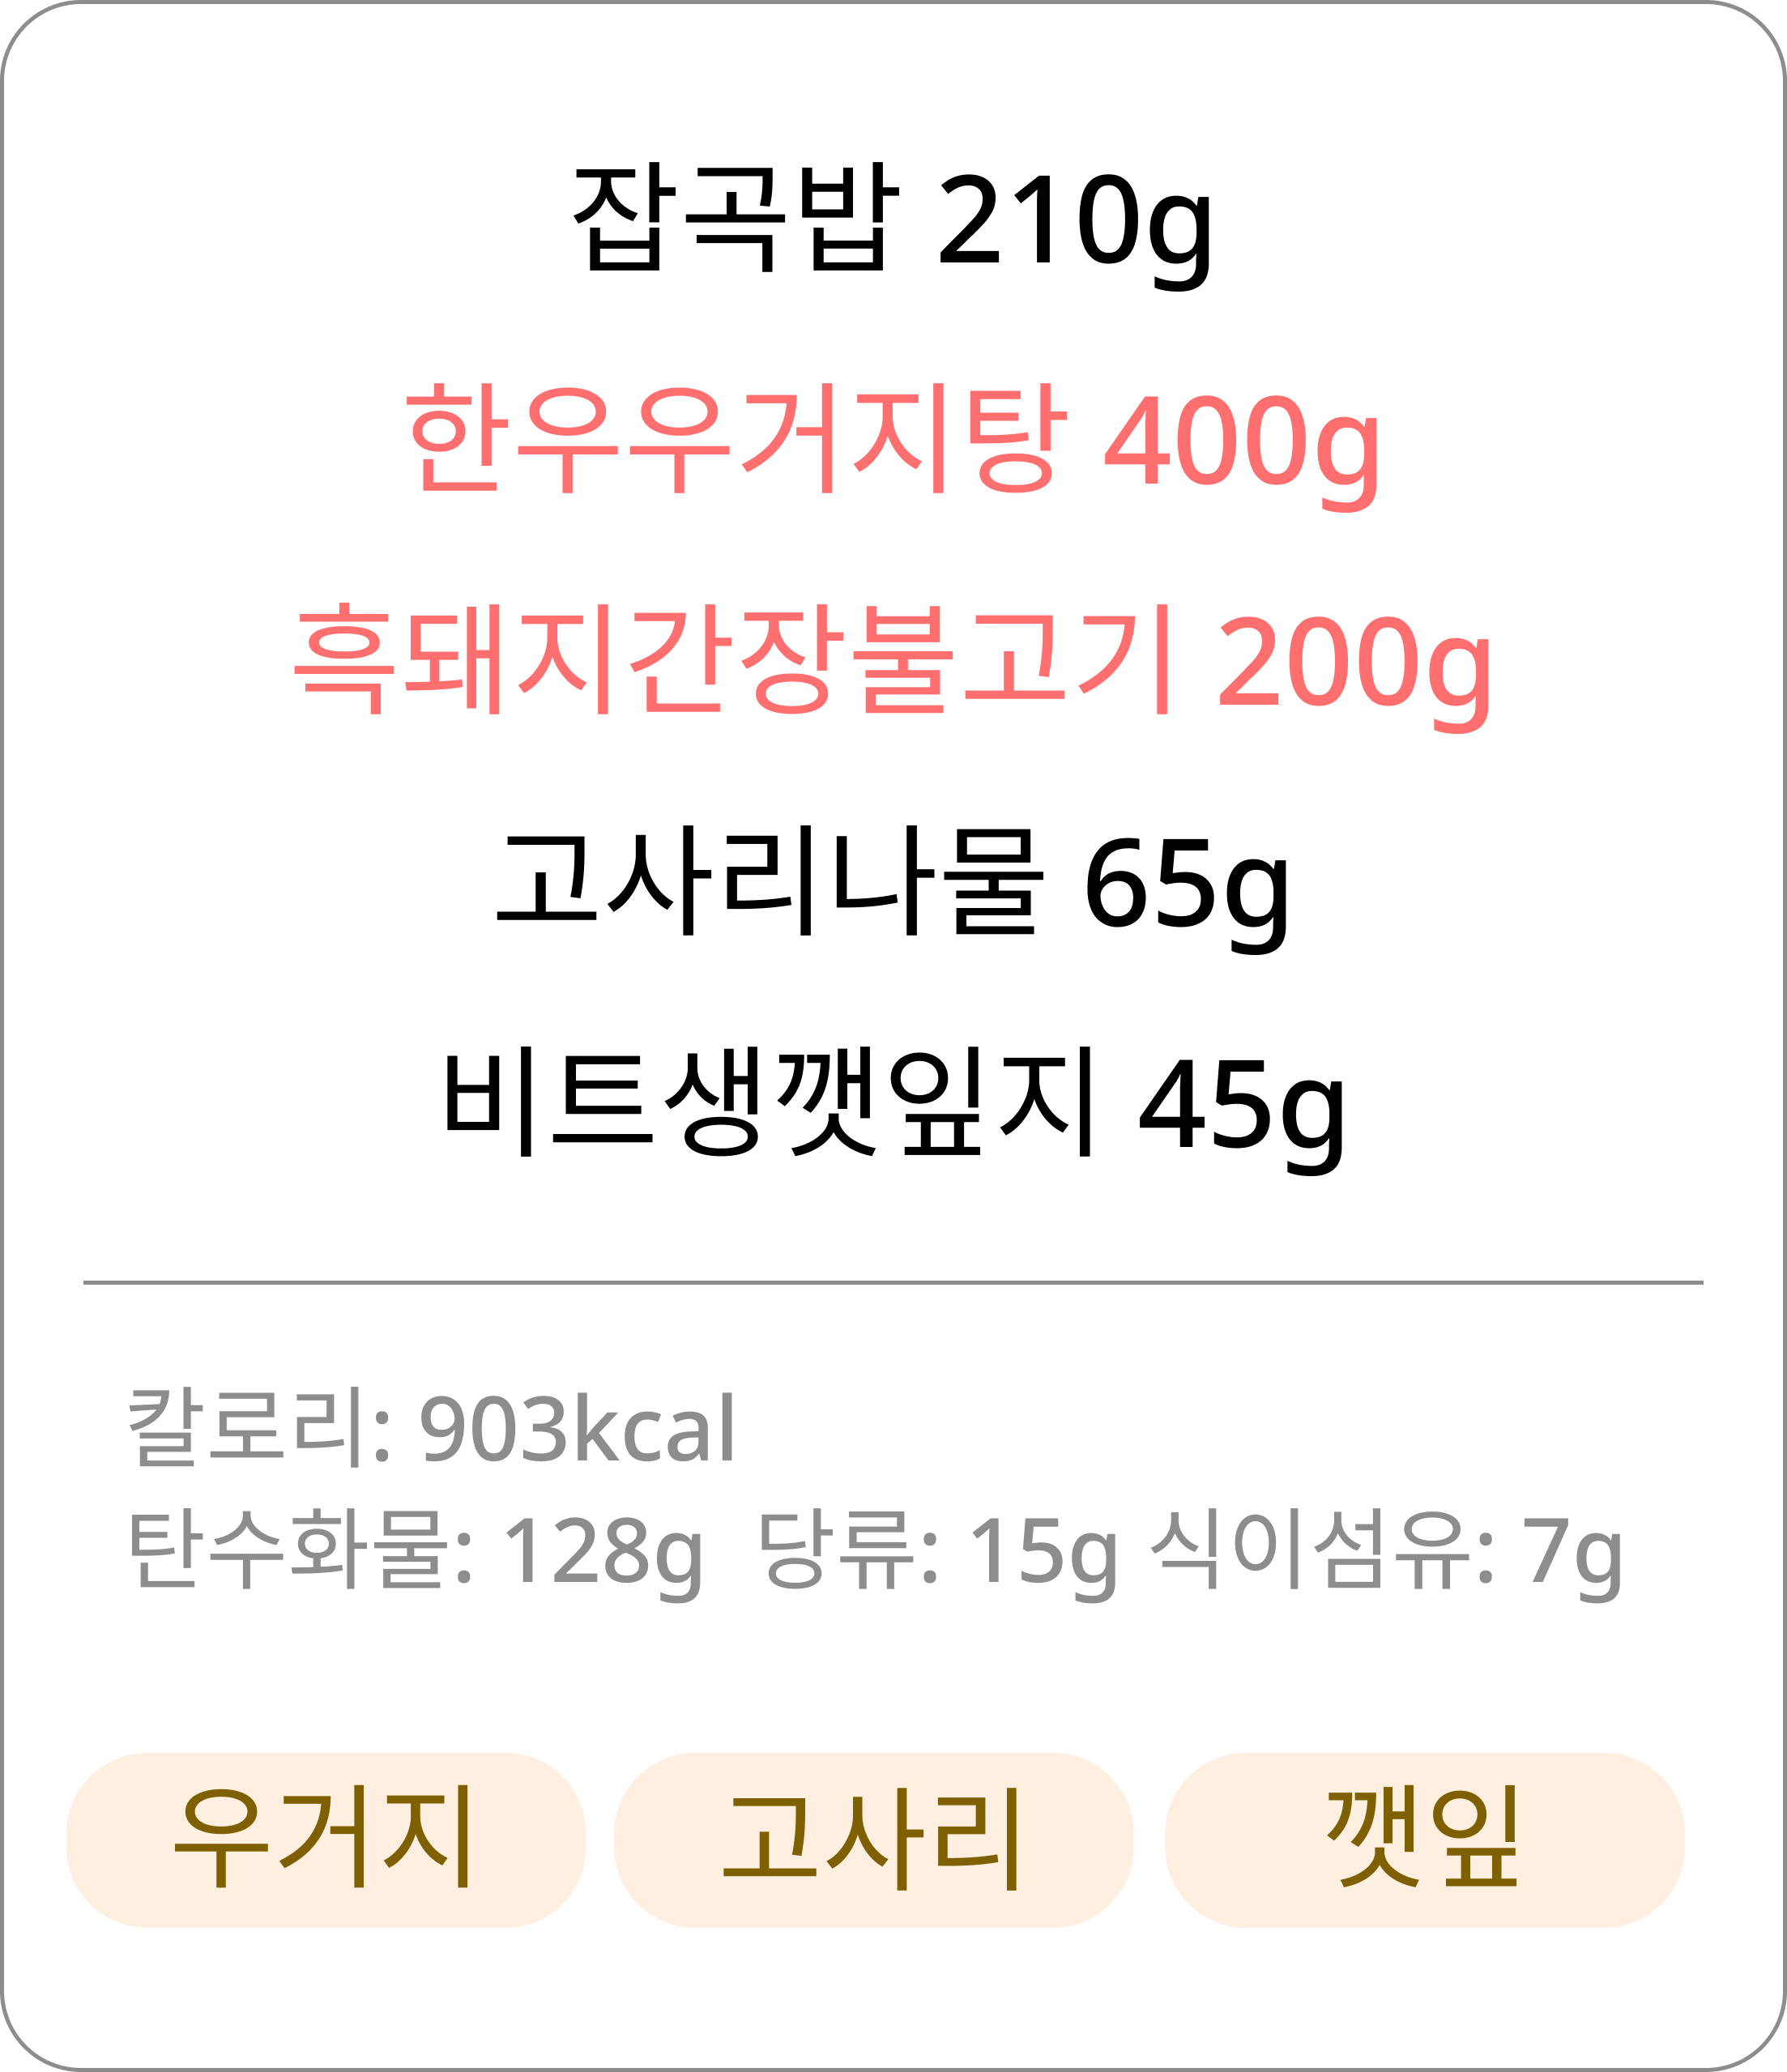 잡곡밥 210g
한우우거지탕 400g
흑돼지간장불고기 200g
고사리나물 65g
비트생깻잎지 45g
칼로리: 903kcal
탄수화물: 128g 당류: 15g 식이섬유: 7g
우거지 고사리 깻잎